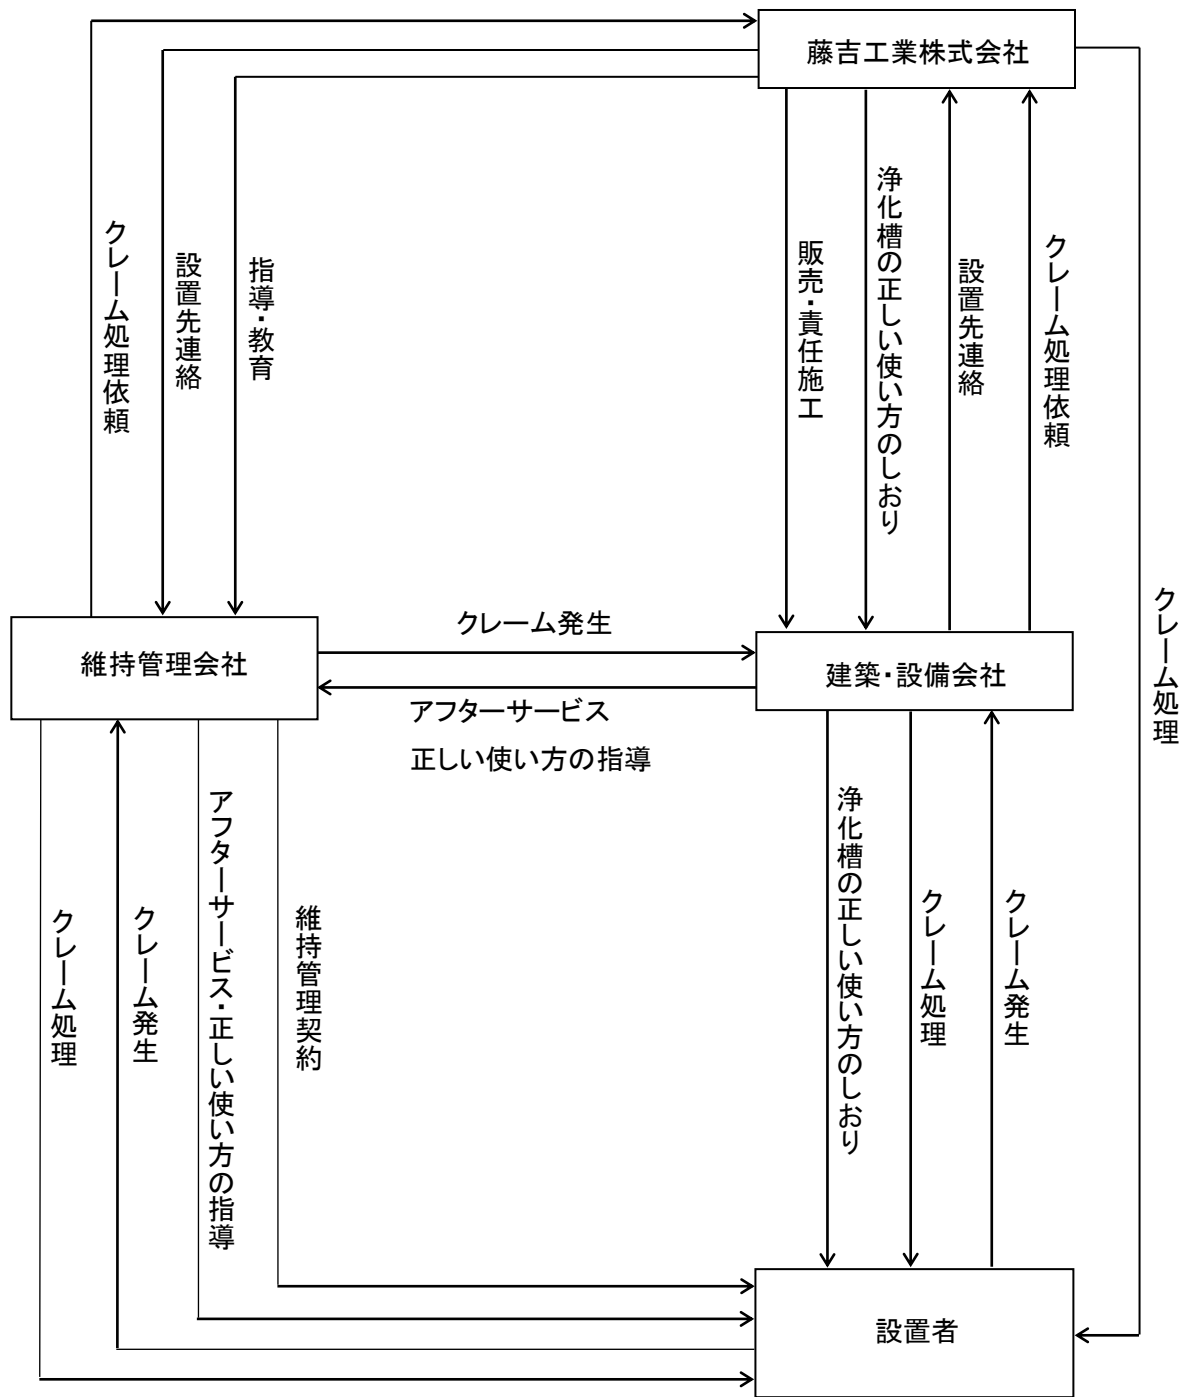 藤吉工業株式会社
クレーム処理依頼
設置先連絡
指導・教育
販売・責任施工
浄化槽の正しい使い方のしおり
設置先連絡
クレーム処理依頼
クレーム処理
維持管理会社
クレーム発生
建築・設備会社
アフターサービス
正しい使い方の指導
クレーム処理
クレーム発生
アフターサービス・正しい使い方の指導
維持管理契約
浄化槽の正しい使い方のしおり
クレーム処理
クレーム発生
設置者